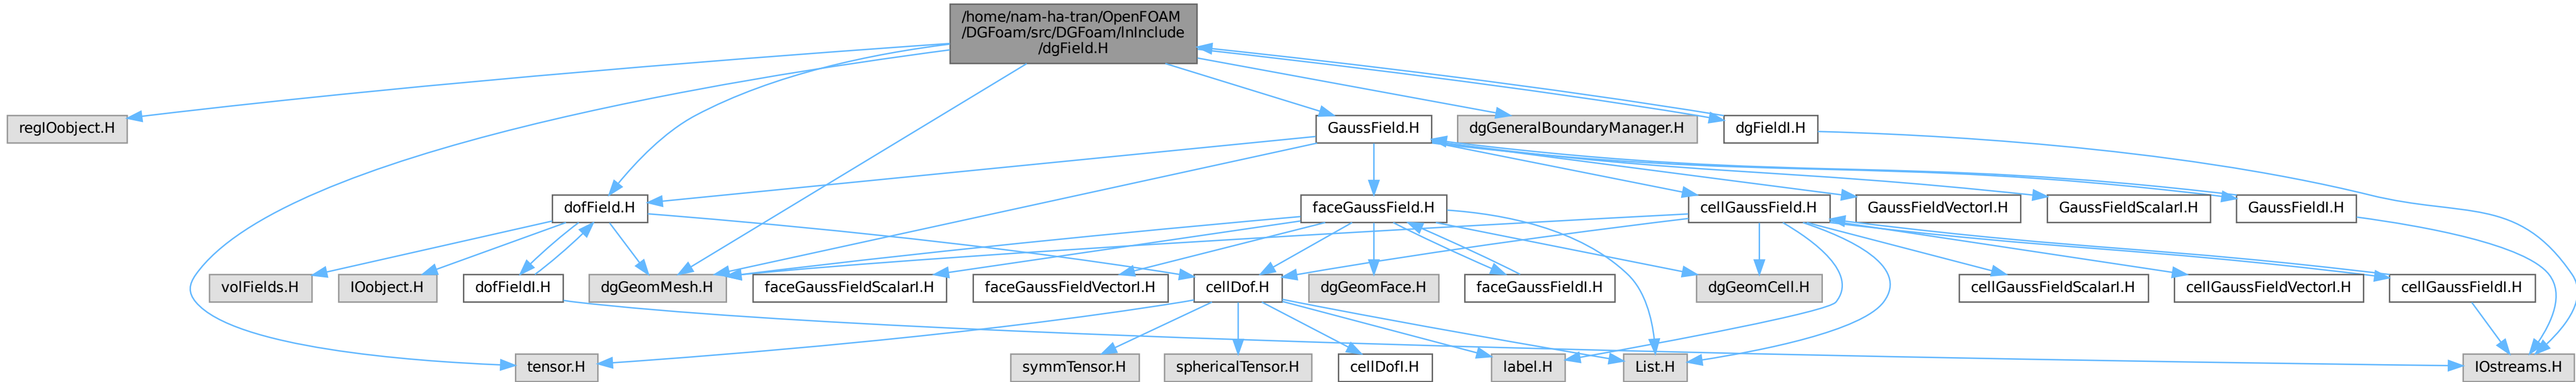 /home/nam-ha-tran/OpenFOAM
/DGFoam/src/DGFoam/lnInclude
/dgField.H
regIOobject.H
GaussField.H
dgGeneralBoundaryManager.H
dgFieldI.H
dofField.H
faceGaussField.H
cellGaussField.H
GaussFieldVectorI.H
GaussFieldScalarI.H
GaussFieldI.H
volFields.H
IOobject.H
dofFieldI.H
dgGeomMesh.H
faceGaussFieldScalarI.H
faceGaussFieldVectorI.H
cellDof.H
dgGeomFace.H
faceGaussFieldI.H
dgGeomCell.H
cellGaussFieldScalarI.H
cellGaussFieldVectorI.H
cellGaussFieldI.H
tensor.H
symmTensor.H
sphericalTensor.H
cellDofI.H
label.H
List.H
IOstreams.H